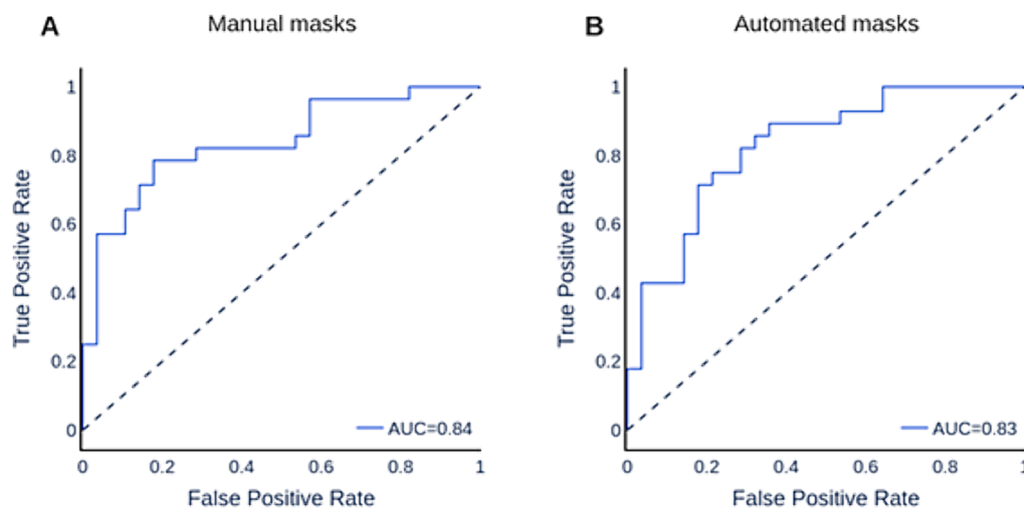 A
Manual masks
1
0.8
0.6
0.4
0.2
0
True Positive Rate
AUC=0.84
0 0.2 0.4 0.6 0.8 1
False Positive Rate
B
Automated masks
1
0.8
0.6
0.4
0.2
0
True Positive Rate
AUC=0.83
0 0.2 0.4 0.6 0.8 1
False Positive Rate